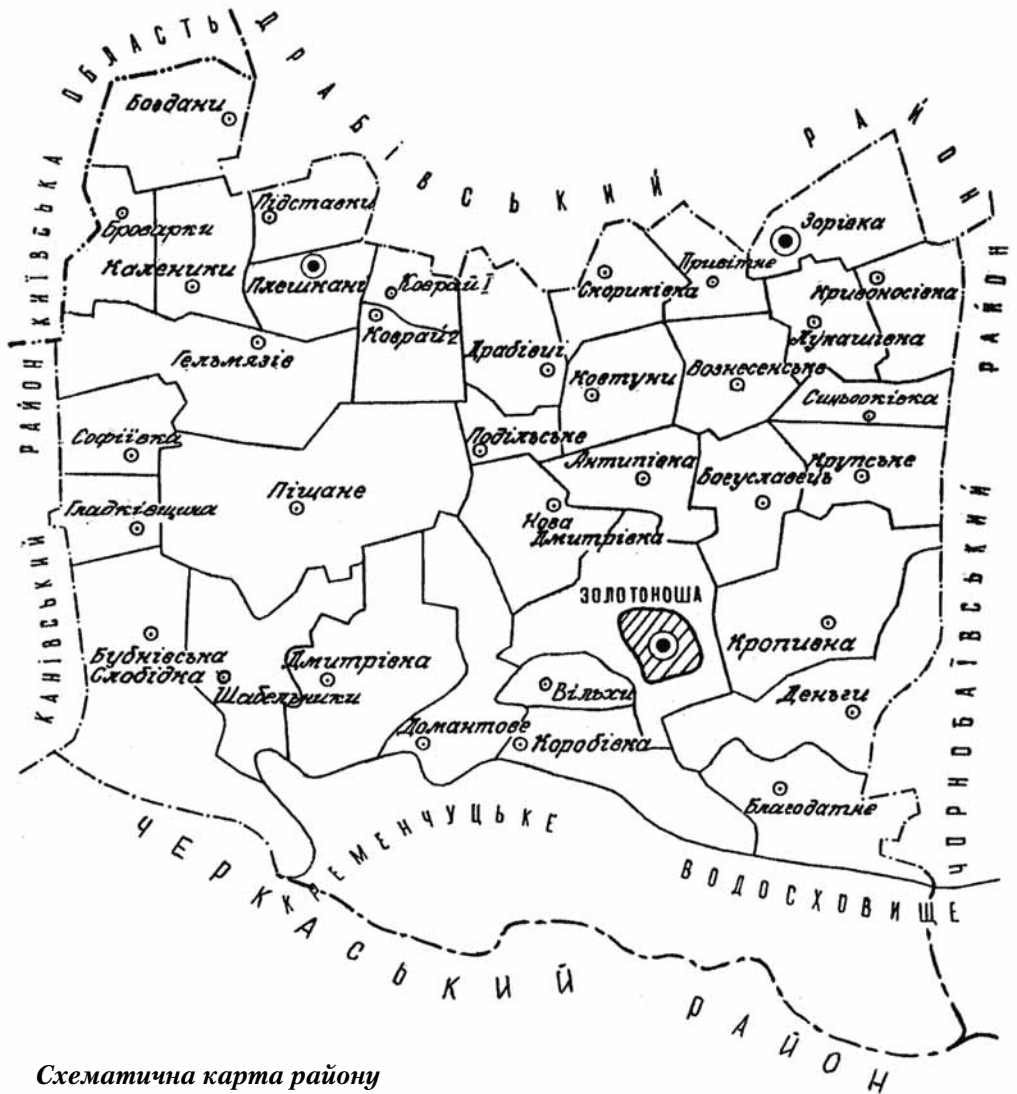 КИЇВСЬКА ОБЛАСТЬ
ДРАБІВСЬКИЙ РАЙОН
Богдани
Підставки
Зорівка
Броварки
Каленики
Плешкані
Коврай I
Скориківка
Привітне
Кривоносівка
Гельмязів
Коврай 2
Драбівці
Ковтуни
Вознесенське
Лукашівка
Синьооківка
Софіївка
Подільське
Антипівка
Богуславець
Крупське
Піщане
Гладківщина
Нова
Дмитрівка
ЗОЛОТОНОША
Бубнівська
Слобідка
Шабельники
Дмитрівка
Кропивна
Вільхи
Деньги
Домантове
Коробівка
Благодатне
КАНІВСЬКИЙ РАЙОН
ЧОРНОБАЇВСЬКИЙ РАЙОН
КРЕМЕНЧУЦЬКЕ
ВОДОСХОВИЩЕ
ЧЕРКАСЬКИЙ РАЙОН
Схематична карта району